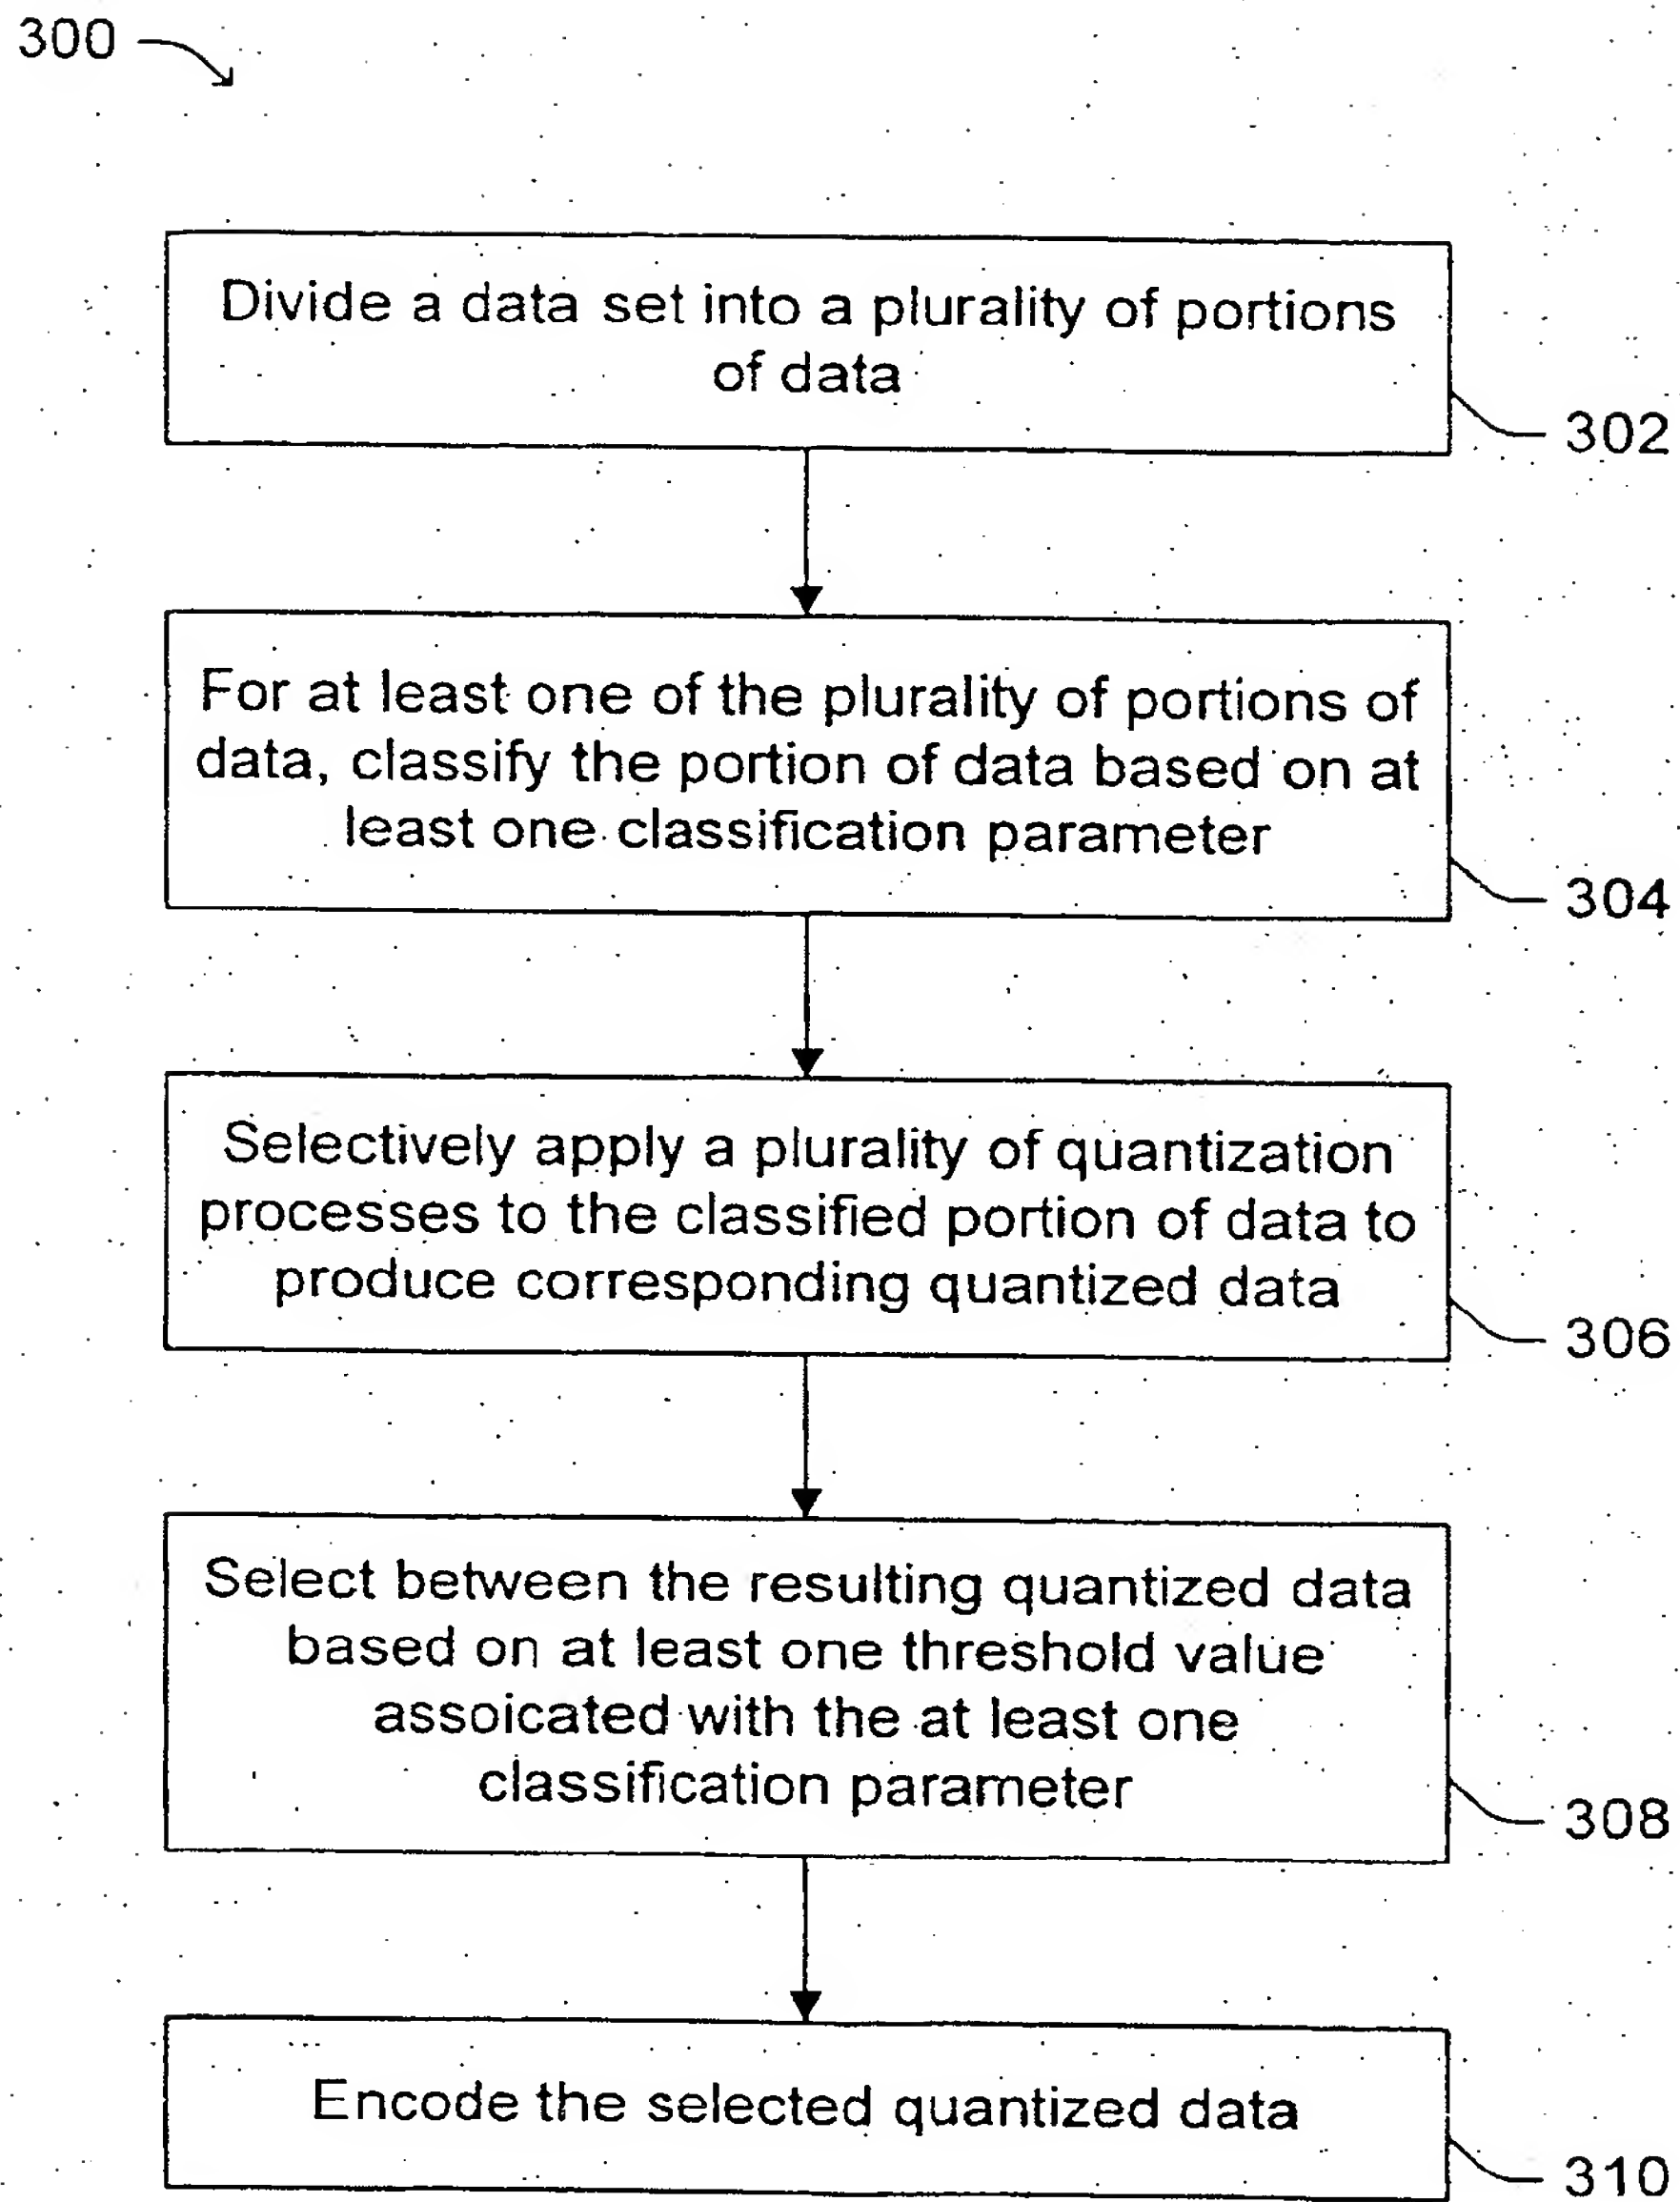 300
Divide a data set into a plurality of portions
of data
302
For at least one of the plurality of portions of
data, classify the portion of data based on at
least one classification parameter
304
Selectively apply a plurality of quantization
processes to the classified portion of data to
produce corresponding quantized data
306
Select between the resulting quantized data
based on at least one threshold value
assoicated with the at least one
classification parameter
308
Encode the selected quantized data
310